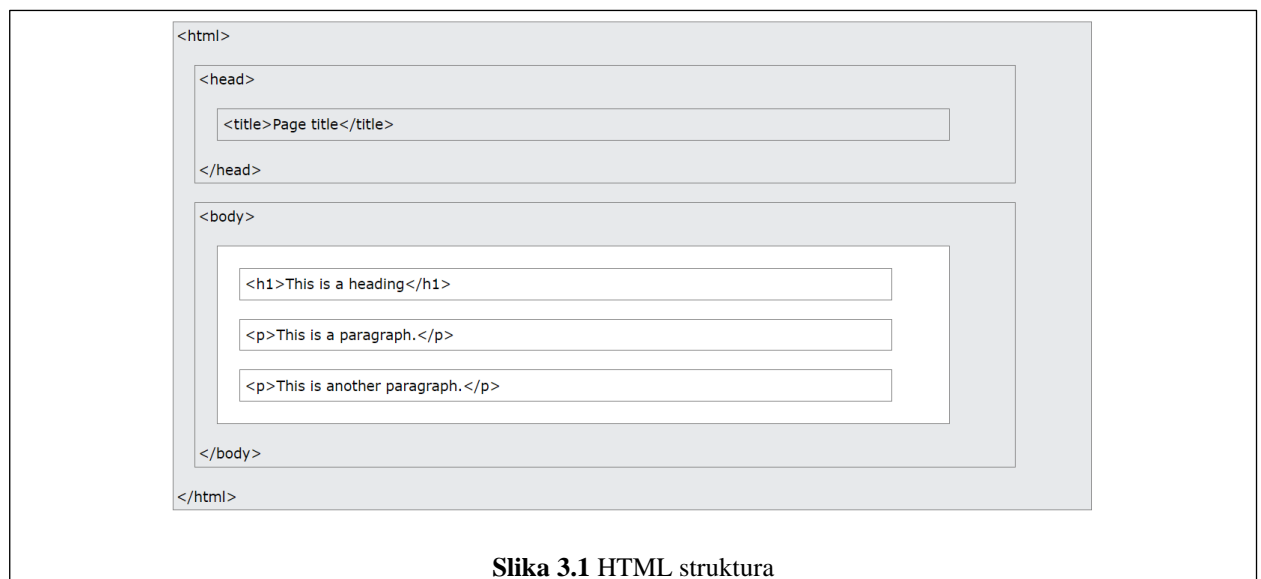 <html>
<head>
<title>Page title</title>
</head>
<body>
<h1>This is a heading</h1>
<p>This is a paragraph.</p>
<p>This is another paragraph.</p>
</body>
</html>
Slika 3.1 HTML struktura